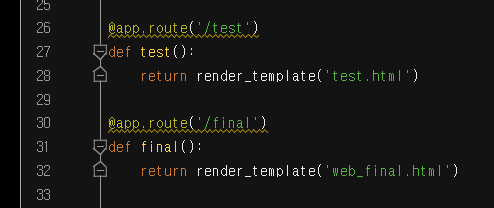 25
26 @app.route('/test')
27 def test():
28     return render_template('test.html')
29
30 @app.route('/final')
31 def final():
32     return render_template('web_final.html')
33